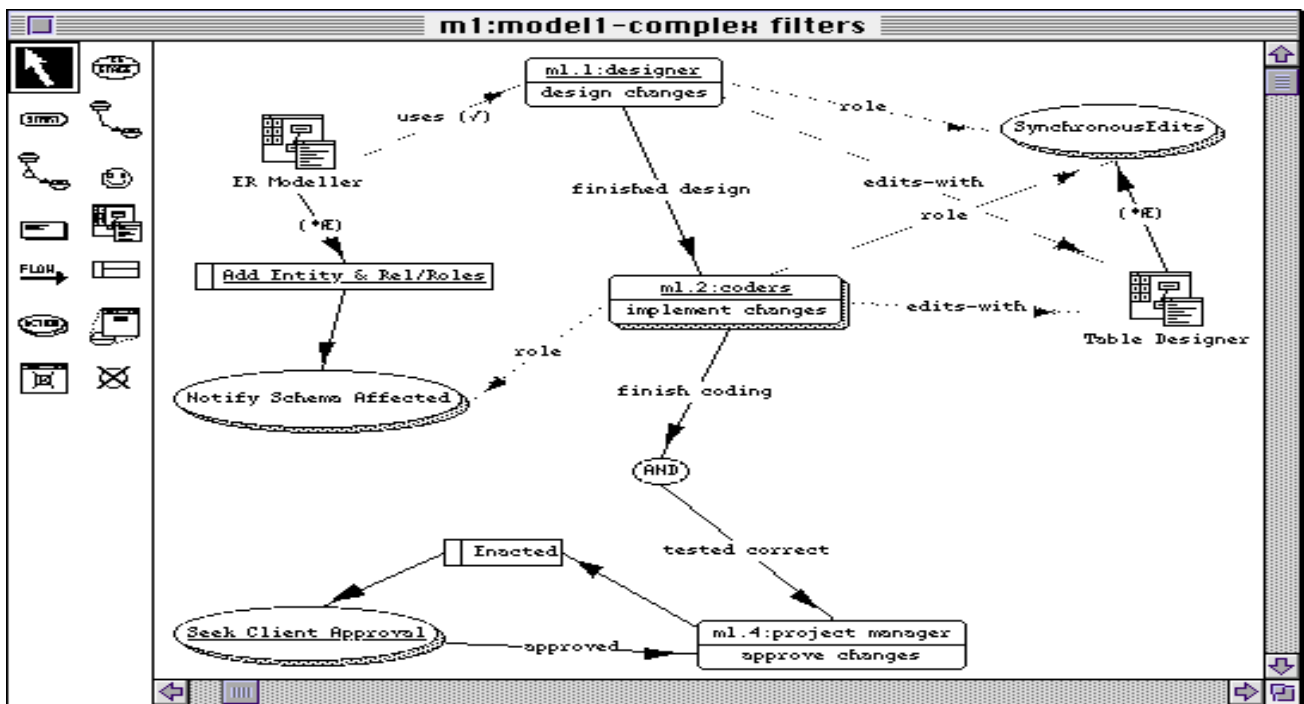 m1:model1-complex filters
START
FLOW
ACTION
m1.1:designer
design changes
uses (√)
role
SynchronousEdits
ER Modeller
finished design
edits-with
role
(*Æ)
(*Æ)
Add Entity & Rel/Roles
m1.2:coders
implement changes
edits-with
Table Designer
role
Notify Schema Affected
finish coding
AND
Enacted
tested correct
Seek Client Approval
approved
m1.4:project manager
approve changes